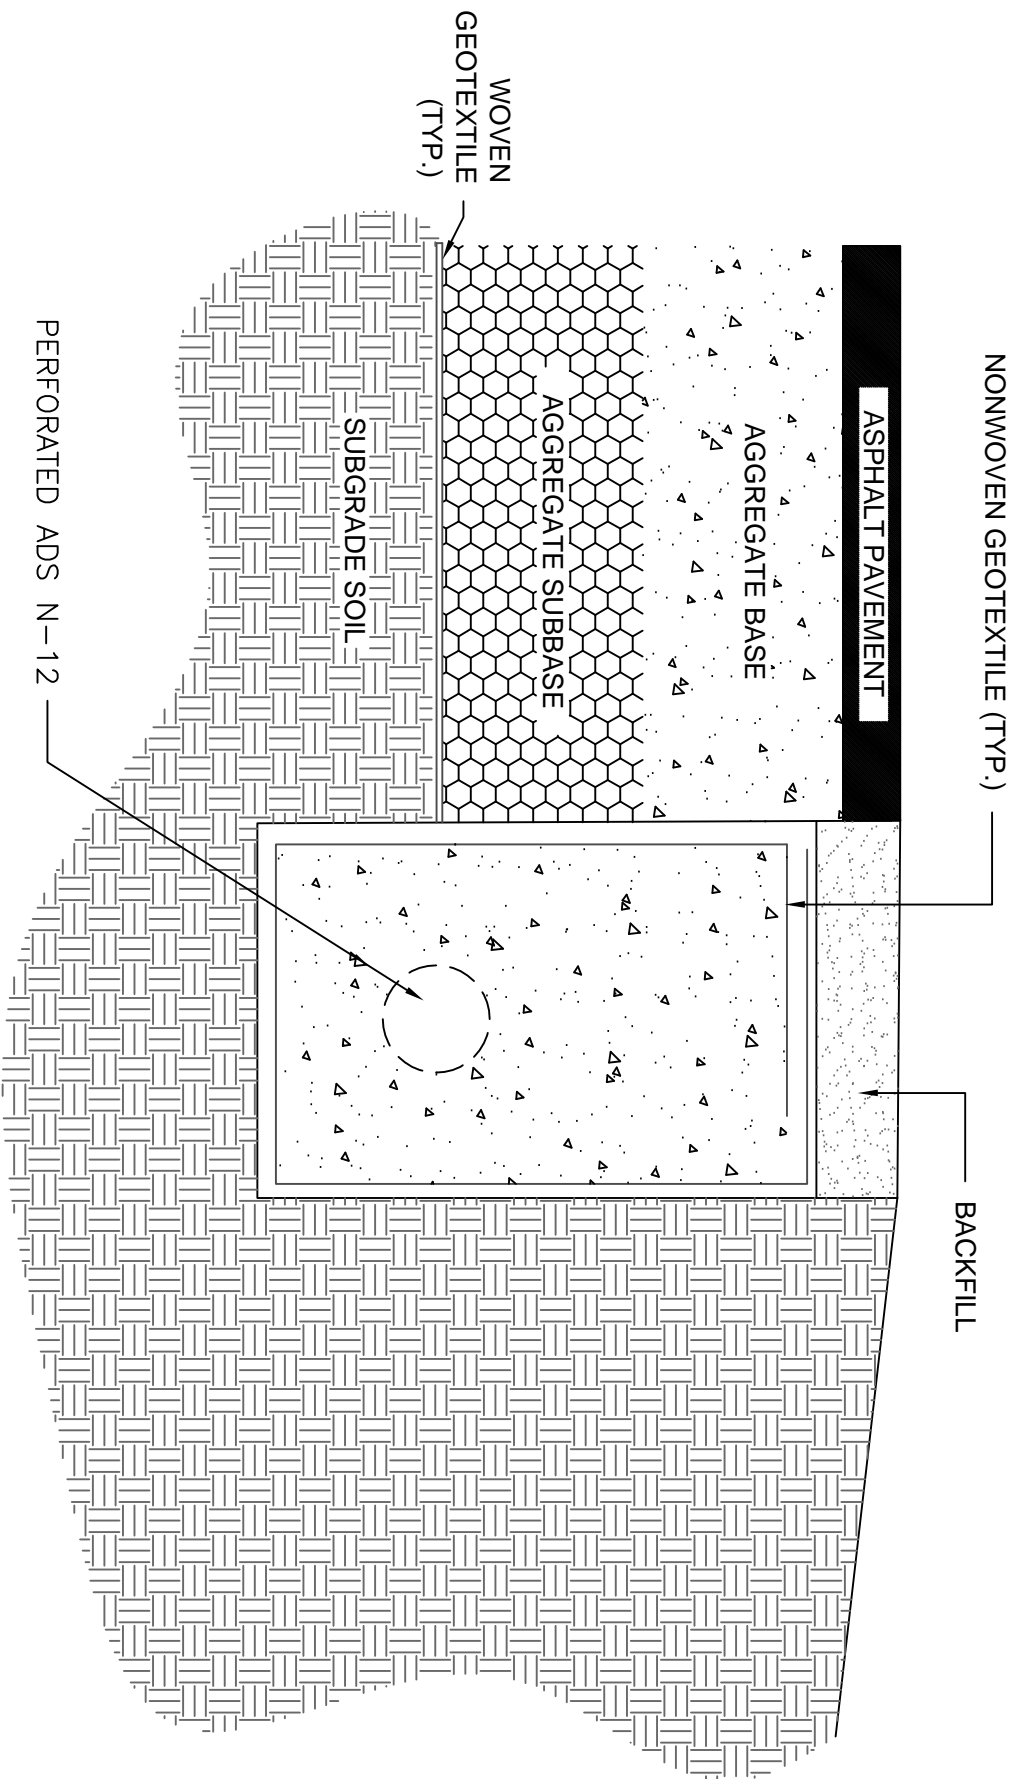 NONWOVEN GEOTEXTILE (TYP.)
BACKFILL
ASPHALT PAVEMENT
AGGREGATE BASE
AGGREGATE SUBBASE
WOVEN
GEOTEXTILE
(TYP.)
SUBGRADE SOIL
PERFORATED ADS N-12